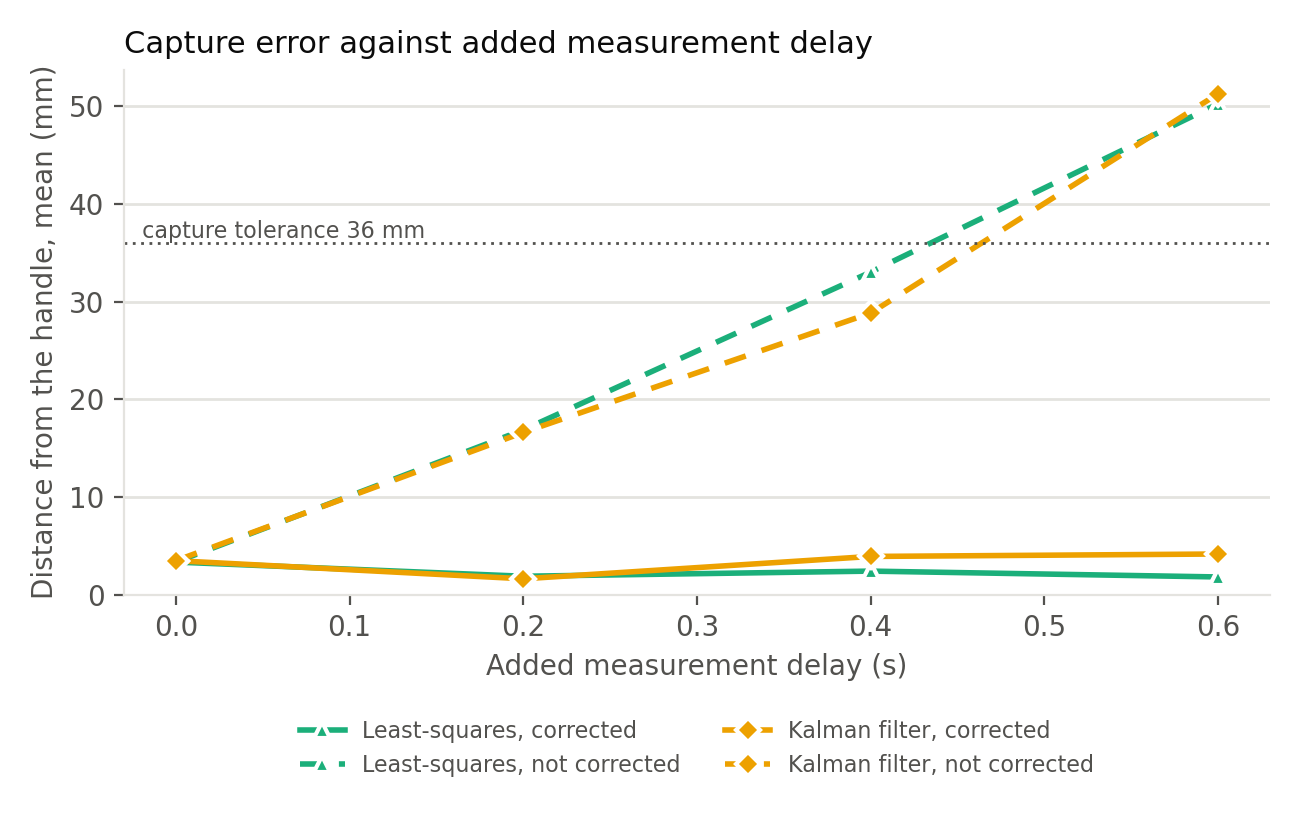 Capture error against added measurement delay
Distance from the handle, mean (mm)
50
40
30
20
10
0
capture tolerance 36 mm
0.0 0.1 0.2 0.3 0.4 0.5 0.6
Added measurement delay (s)
Least-squares, corrected
Least-squares, not corrected
Kalman filter, corrected
Kalman filter, not corrected